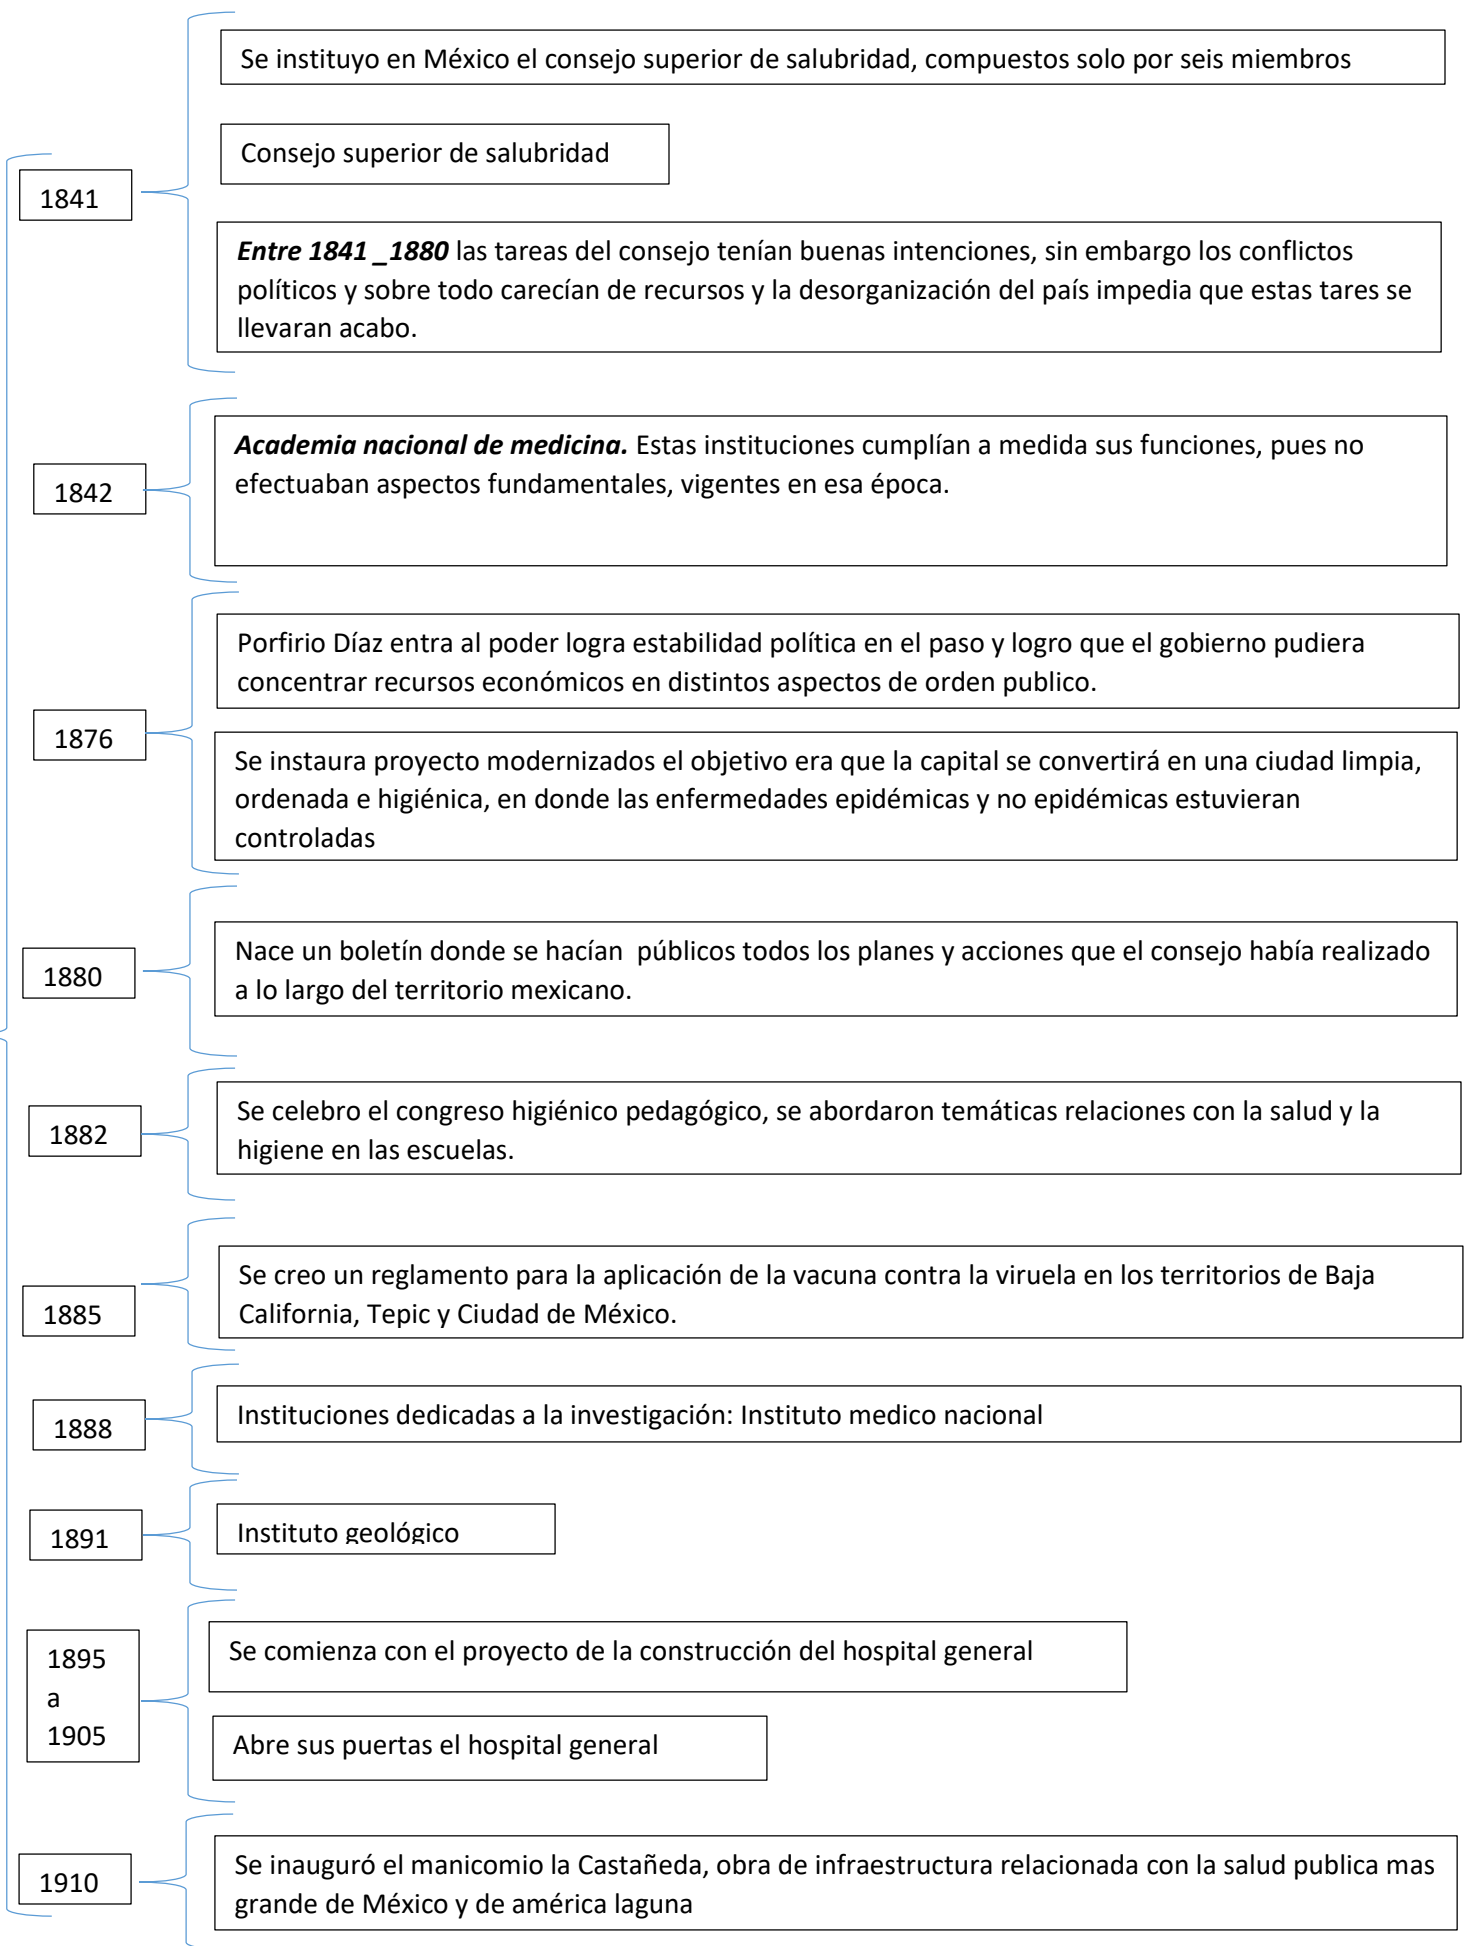 Se instituyo en México el consejo superior de salubridad, compuestos solo por seis miembros
Consejo superior de salubridad
1841
Entre 1841 _1880 las tareas del consejo tenían buenas intenciones, sin embargo los conflictos
políticos y sobre todo carecían de recursos y la desorganización del país impedia que estas tares se
llevaran acabo.
Academia nacional de medicina. Estas instituciones cumplían a medida sus funciones, pues no
efectuaban aspectos fundamentales, vigentes en esa época.
1842
Porfirio Díaz entra al poder logra estabilidad política en el paso y logro que el gobierno pudiera
concentrar recursos económicos en distintos aspectos de orden publico.
1876
Se instaura proyecto modernizados el objetivo era que la capital se convertirá en una ciudad limpia,
ordenada e higiénica, en donde las enfermedades epidémicas y no epidémicas estuvieran
controladas
Nace un boletín donde se hacían  públicos todos los planes y acciones que el consejo había realizado
a lo largo del territorio mexicano.
1880
Se celebro el congreso higiénico pedagógico, se abordaron temáticas relaciones con la salud y la
higiene en las escuelas.
1882
Se creo un reglamento para la aplicación de la vacuna contra la viruela en los territorios de Baja
California, Tepic y Ciudad de México.
1885
Instituciones dedicadas a la investigación: Instituto medico nacional
1888
Instituto geológico
1891
1895
a
1905
Se comienza con el proyecto de la construcción del hospital general
Abre sus puertas el hospital general
Se inauguró el manicomio la Castañeda, obra de infraestructura relacionada con la salud publica mas
grande de México y de américa laguna
1910